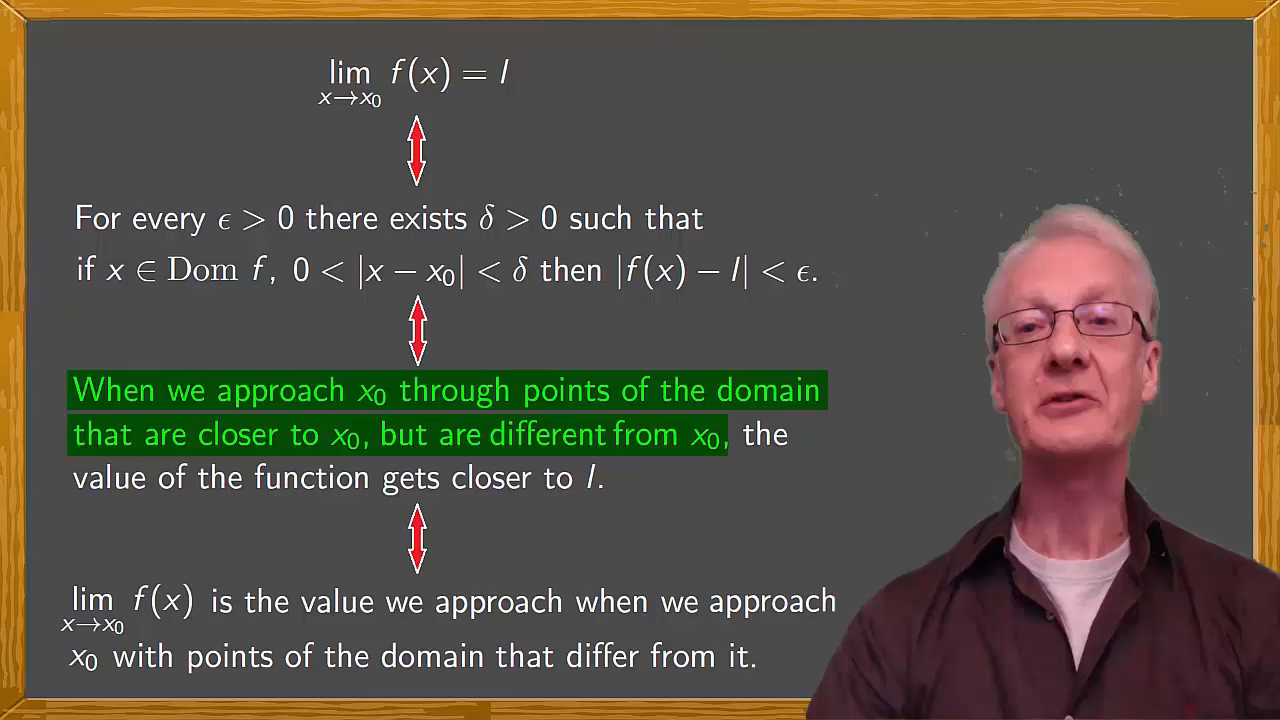 lim f(x) = l
x→x₀
For every ϵ > 0 there exists δ > 0 such that
if x ∈ Dom f, 0 < |x − x₀| < δ then |f(x) − l| < ϵ.
When we approach x₀ through points of the domain
that are closer to x₀, but are different from x₀, the
value of the function gets closer to l.
lim f(x) is the value we approach when we approach
x→x₀
x₀ with points of the domain that differ from it.